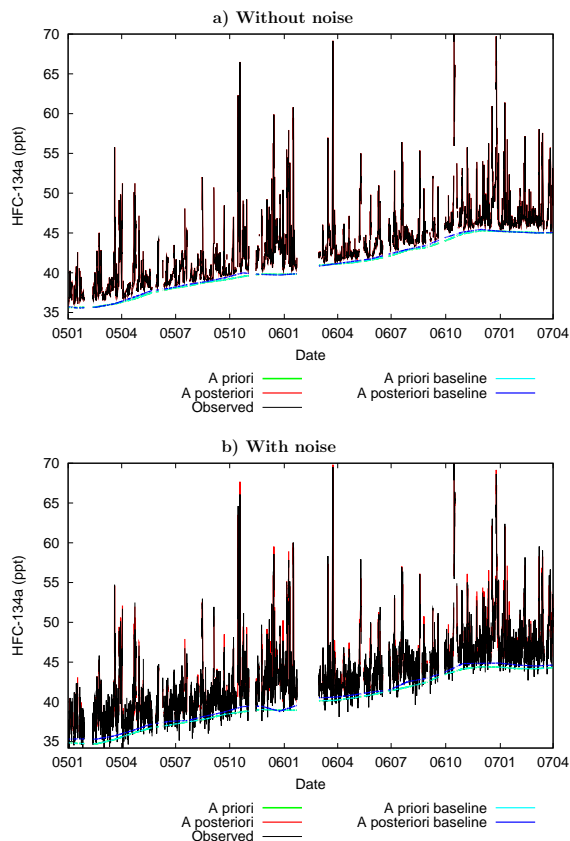 a) Without noise
70
65
60
55
50
45
40
35
HFC-134a (ppt)
0501 0504 0507 0510 0601 0604 0607 0610 0701 0704
Date
A priori A priori baseline
A posteriori A posteriori baseline
Observed
b) With noise
70
65
60
55
50
45
40
35
HFC-134a (ppt)
0501 0504 0507 0510 0601 0604 0607 0610 0701 0704
Date
A priori A priori baseline
A posteriori A posteriori baseline
Observed